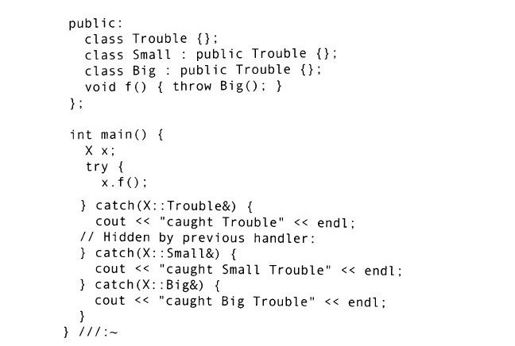 public:
class Trouble {};
class Small : public Trouble {};
class Big : public Trouble {};
void f() { throw Big(); }
};
int main() {
X x;
try {
x.f();
} catch(X::Trouble&) {
cout << "caught Trouble" << endl;
// Hidden by previous handler:
} catch(X::Small&) {
cout << "caught Small Trouble" << endl;
} catch(X::Big&) {
cout << "caught Big Trouble" << endl;
}
} ///:~